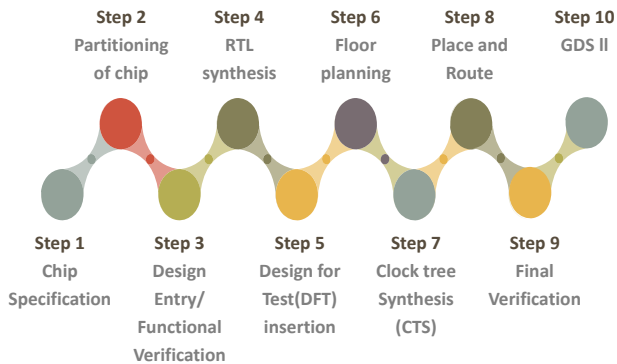 Step 2
Partitioning
of chip
Step 4
RTL
synthesis
Step 6
Floor
planning
Step 8
Place and
Route
Step 10
GDS ll
Step 1
Chip
Specification
Step 3
Design
Entry/
Functional
Verification
Step 5
Design for
Test(DFT)
insertion
Step 7
Clock tree
Synthesis
(CTS)
Step 9
Final
Verification